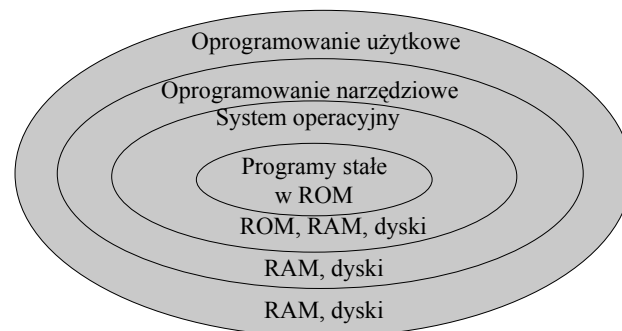 Oprogramowanie użytkowe
Oprogramowanie narzędziowe
System operacyjny
Programy stałe
w ROM
ROM, RAM, dyski
RAM, dyski
RAM, dyski